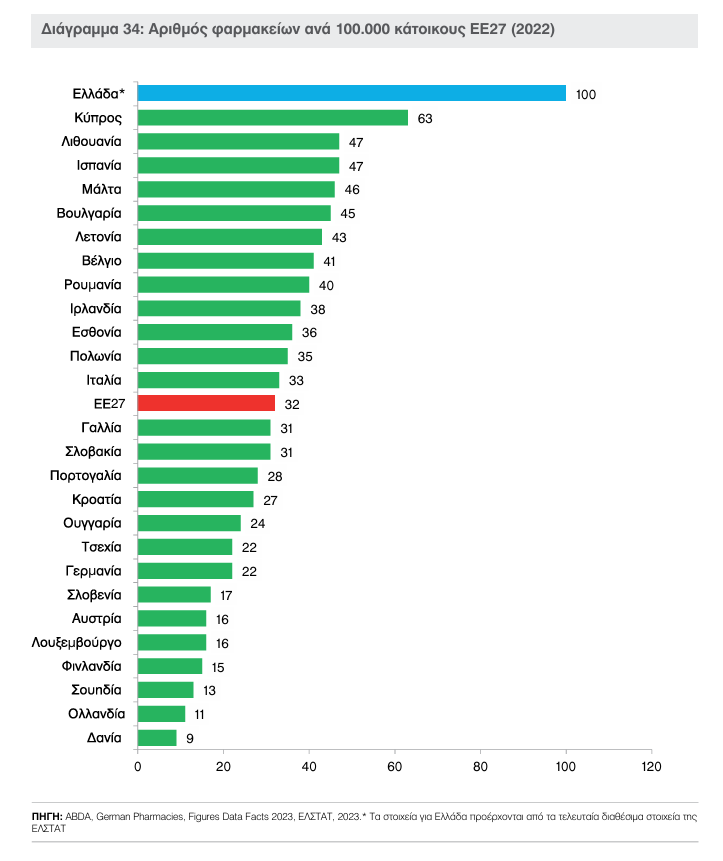 Διάγραμμα 34: Αριθμός φαρμακείων ανά 100.000 κάτοικους ΕΕ27 (2022)
Ελλάδα* 100
Κύπρος 63
Λιθουανία 47
Ισπανία 47
Μάλτα 46
Βουλγαρία 45
Λετονία 43
Βέλγιο 41
Ρουμανία 40
Ιρλανδία 38
Εσθονία 36
Πολωνία 35
Ιταλία 33
ΕΕ27 32
Γαλλία 31
Σλοβακία 31
Πορτογαλία 28
Κροατία 27
Ουγγαρία 24
Τσεχία 22
Γερμανία 22
Σλοβενία 17
Αυστρία 16
Λουξεμβούργο 16
Φινλανδία 15
Σουηδία 13
Ολλανδία 11
Δανία 9
0 20 40 60 80 100 120
ΠΗΓΗ: ABDA, German Pharmacies, Figures Data Facts 2023, ΕΛΣΤΑΤ, 2023.* Τα στοιχεία για Ελλάδα προέρχονται από τα τελευταία διαθέσιμα στοιχεία της
ΕΛΣΤΑΤ